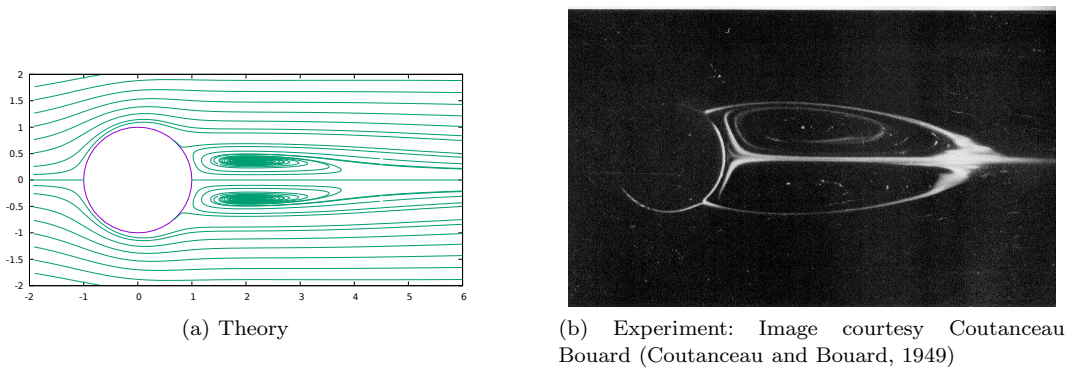 2
1.5
1
0.5
0
-0.5
-1
-1.5
-2
-2 -1 0 1 2 3 4 5 6
(a) Theory
(b) Experiment: Image courtesy Coutanceau
Bouard (Coutanceau and Bouard, 1949)